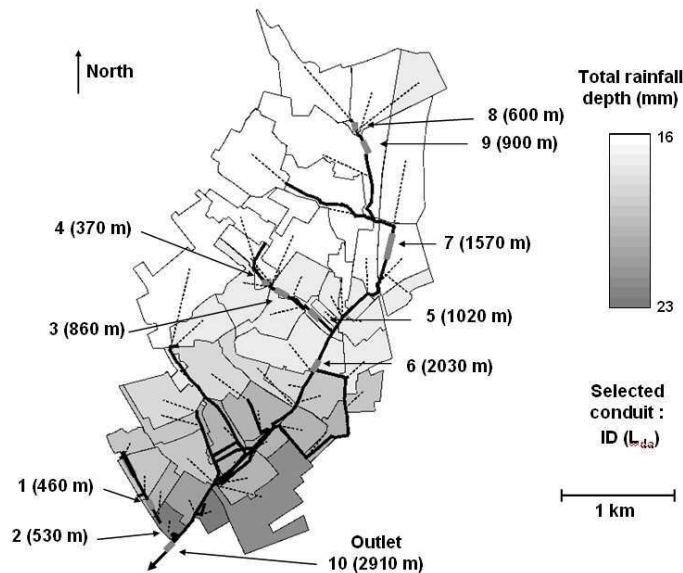 North
8 (600 m)
9 (900 m)
4 (370 m)
7 (1570 m)
3 (860 m)
5 (1020 m)
6 (2030 m)
1 (460 m)
2 (530 m)
Outlet
10 (2910 m)
Total rainfall
depth (mm)
16
23
Selected
conduit :
ID (Lda)
1 km